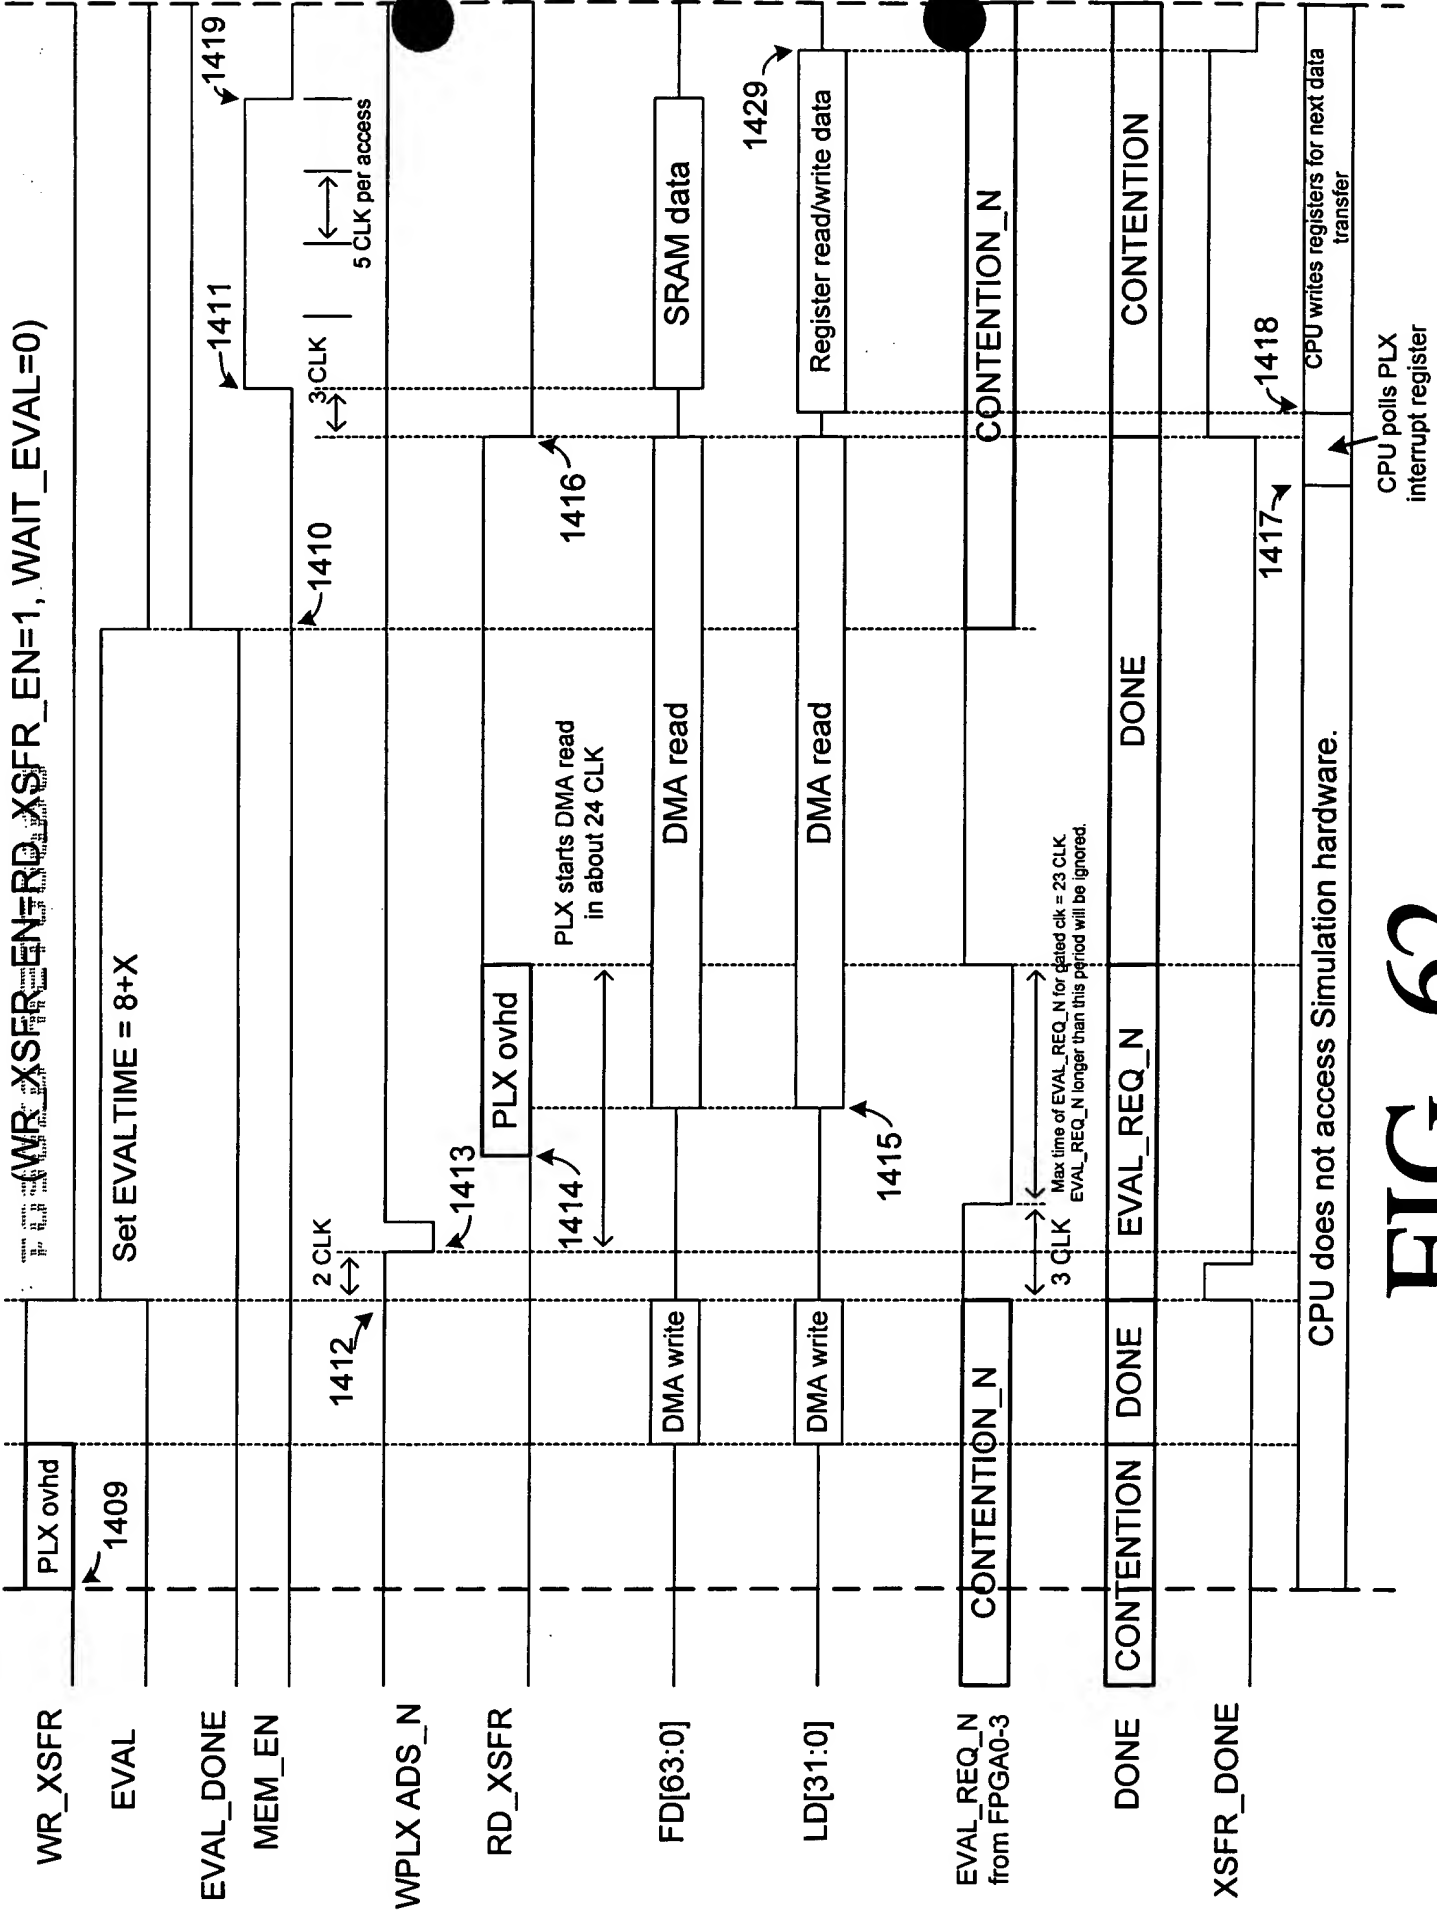 (WR_XSFR_EN=RD_XSFR_EN=1, WAIT_EVAL=0)
WR_XSFR
PLX ovhd
1409
EVAL
Set EVALTIME = 8+X
EVAL_DONE
1410
1411
1419
MEM_EN
2 CLK
3 CLK
5 CLK per access
1412
WPLX ADS_N
1413
RD_XSFR
PLX ovhd
1414
1416
PLX starts DMA read
in about 24 CLK
FD[63:0]
DMA write
DMA read
SRAM data
1429
LD[31:0]
DMA write
DMA read
Register read/write data
1415
EVAL_REQ_N
from FPGA0-3
CONTENTION_N
CONTENTION_N
3 CLK
Max time of EVAL_REQ_N for gated clk = 23 CLK.
EVAL_REQ_N longer than this period will be ignored.
DONE
CONTENTION
DONE
EVAL_REQ_N
DONE
CONTENTION
XSFR_DONE
1417
1418
CPU does not access Simulation hardware.
CPU writes registers for next data
transfer
CPU polls PLX
interrupt register